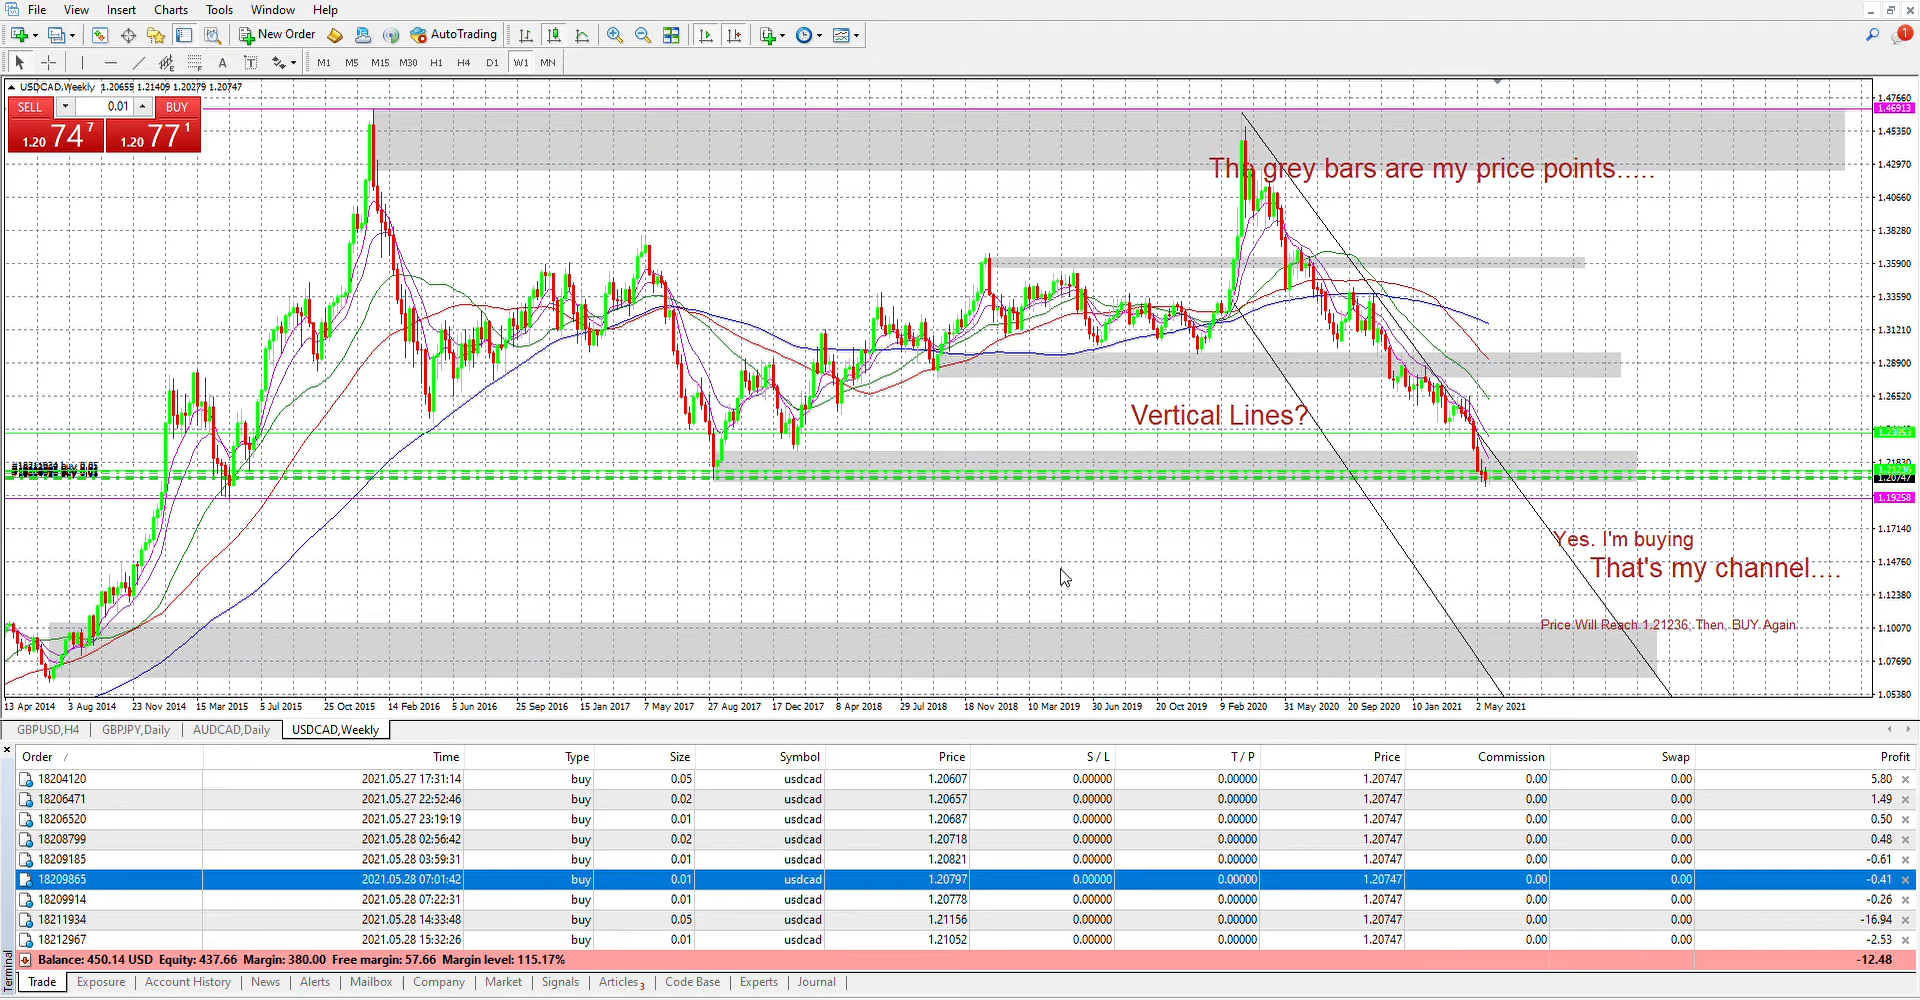 File View Insert Charts Tools Window Help
New Order AutoTrading 1
A T M1 M5 M15 M30 H1 H4 D1 W1 MN
USDCAD,Weekly 1.20655 1.21409 1.20279 1.20747
SELL 0.01 BUY
1.20 74 7 1.20 77 1
1.47660
1.46913
1.45335
The grey bars are my price points.....
1.42970
1.40660
1.38280
1.35900
1.33590
1.31210
1.28900
1.26520
Vertical Lines?
1.23853
1.21830
1.21236
1.20747
1.19258
1.17140
Yes. I'm buying
1.14760
That's my channel....
1.12380
Price Will Reach 1.21236; Then, BUY Again
1.10070
1.07690
1.05380
13 Apr 2014 3 Aug 2014 23 Nov 2014 15 Mar 2015 5 Jul 2015 25 Oct 2015 14 Feb 2016 5 Jun 2016 25 Sep 2016 15 Jan 2017 7 May 2017 27 Aug 2017 17 Dec 2017 8 Apr 2018 29 Jul 2018 18 Nov 2018 10 Mar 2019 30 Jun 2019 20 Oct 2019 9 Feb 2020 31 May 2020 20 Sep 2020 10 Jan 2021 2 May 2021
GBPUSD,H4 GBPJPY,Daily AUDCAD,Daily USDCAD,Weekly
Order / Time Type Size Symbol Price S / L T / P Price Commission Swap Profit
18204120 2021.05.27 17:31:14 buy 0.05 usdcad 1.20607 0.00000 0.00000 1.20747 0.00 0.00 5.80
18206471 2021.05.27 22:52:46 buy 0.02 usdcad 1.20657 0.00000 0.00000 1.20747 0.00 0.00 1.49
18206520 2021.05.27 23:19:19 buy 0.01 usdcad 1.20687 0.00000 0.00000 1.20747 0.00 0.00 0.50
18208799 2021.05.28 02:56:42 buy 0.02 usdcad 1.20718 0.00000 0.00000 1.20747 0.00 0.00 0.48
18209185 2021.05.28 03:59:31 buy 0.01 usdcad 1.20821 0.00000 0.00000 1.20747 0.00 0.00 -0.61
18209865 2021.05.28 07:01:42 buy 0.01 usdcad 1.20797 0.00000 0.00000 1.20747 0.00 0.00 -0.41
18209914 2021.05.28 07:22:31 buy 0.01 usdcad 1.20778 0.00000 0.00000 1.20747 0.00 0.00 -0.26
18211934 2021.05.28 14:33:48 buy 0.05 usdcad 1.21156 0.00000 0.00000 1.20747 0.00 0.00 -16.94
18212967 2021.05.28 15:32:26 buy 0.01 usdcad 1.21052 0.00000 0.00000 1.20747 0.00 0.00 -2.53
Balance: 450.14 USD Equity: 437.66 Margin: 380.00 Free margin: 57.66 Margin level: 115.17% -12.48
Terminal
Trade Exposure Account History News Alerts Mailbox Company Market Signals Articles 3 Code Base Experts Journal